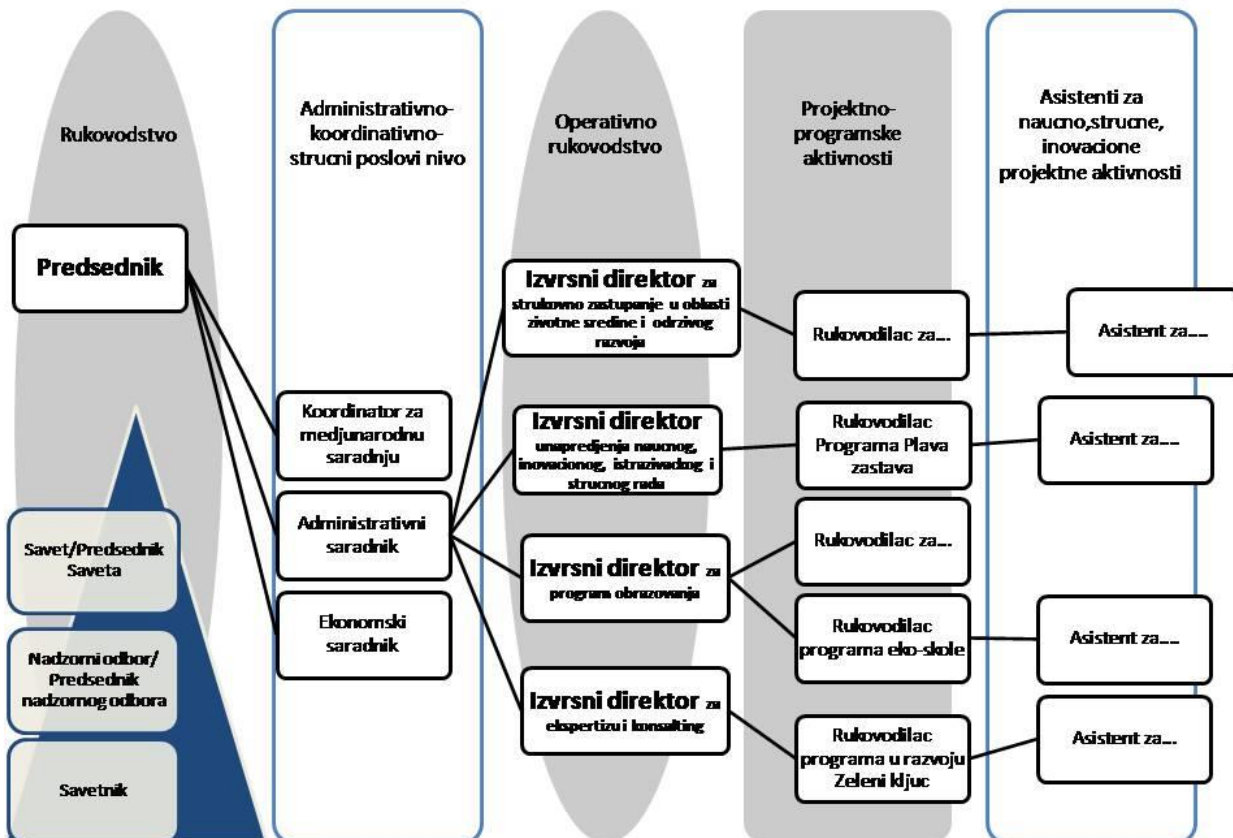 Rukovodstvo
Administrativno-
koordinativno-
strucni poslovi nivo
Operativno
rukovodstvo
Projektno-
programske
aktivnosti
Asistenti za
naucno,strucne,
inovacione
projektne aktivnosti
Predsednik
Savet/Predsednik
Saveta
Nadzorni odbor/
Predsednik
nadzornog odbora
Savetnik
Koordinator za
medjunarodnu
saradnju
Administrativni
saradnik
Ekonomski
saradnik
Izvrsni direktor za
strukovno zastupanje u oblasti
zivotne sredine i odrzivog
razvoja
Izvrsni direktor
unapredjenja naucnog,
inovacionog, istrazivackog i
strucnog rada
Izvrsni direktor za
program obrazovanja
Izvrsni direktor za
ekspertizu i konsalting
Rukovodilac za...
Rukovodilac
Programa Plava
zastava
Rukovodilac za...
Rukovodilac
programa eko-skole
Rukovodilac
programa u razvoju
Zeleni kljuc
Asistent za....
Asistent za....
Asistent za....
Asistent za...